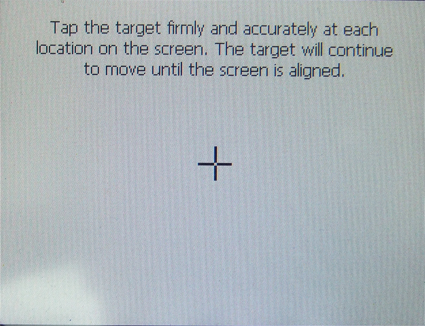 Tap the target firmly and accurately at each
location on the screen. The target will continue
to move until the screen is aligned.